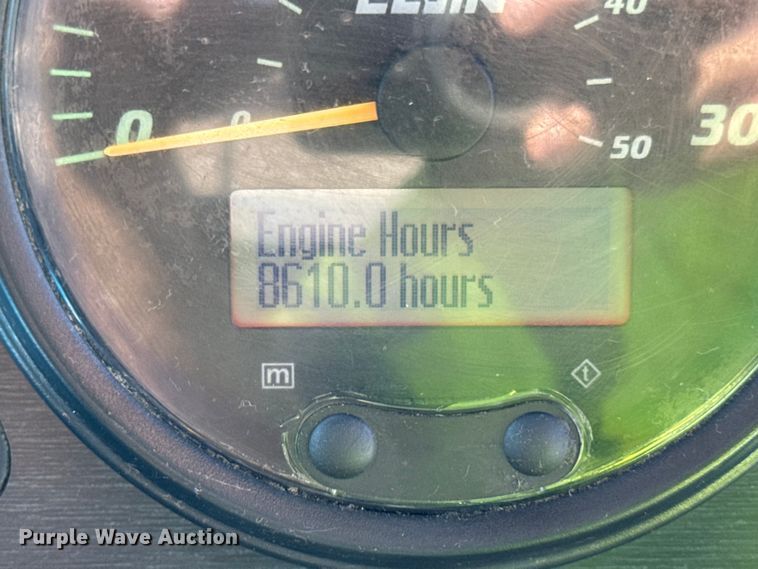 ELGIN
40
0
0
50
30
Engine Hours
8610.0 hours
m
t
Purple Wave Auction®